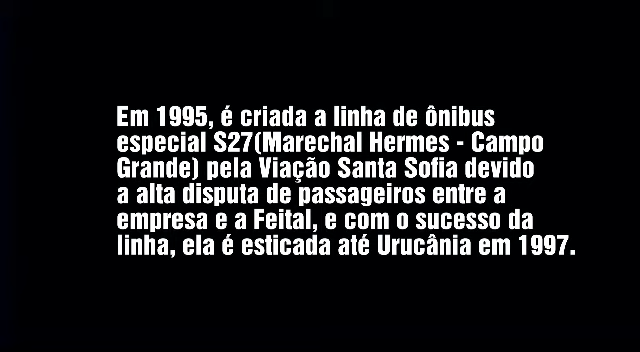 Em 1995, é criada a linha de ônibus
especial S27(Marechal Hermes - Campo
Grande) pela Viação Santa Sofia devido
a alta disputa de passageiros entre a
empresa e a Feital, e com o sucesso da
linha, ela é esticada até Urucânia em 1997.